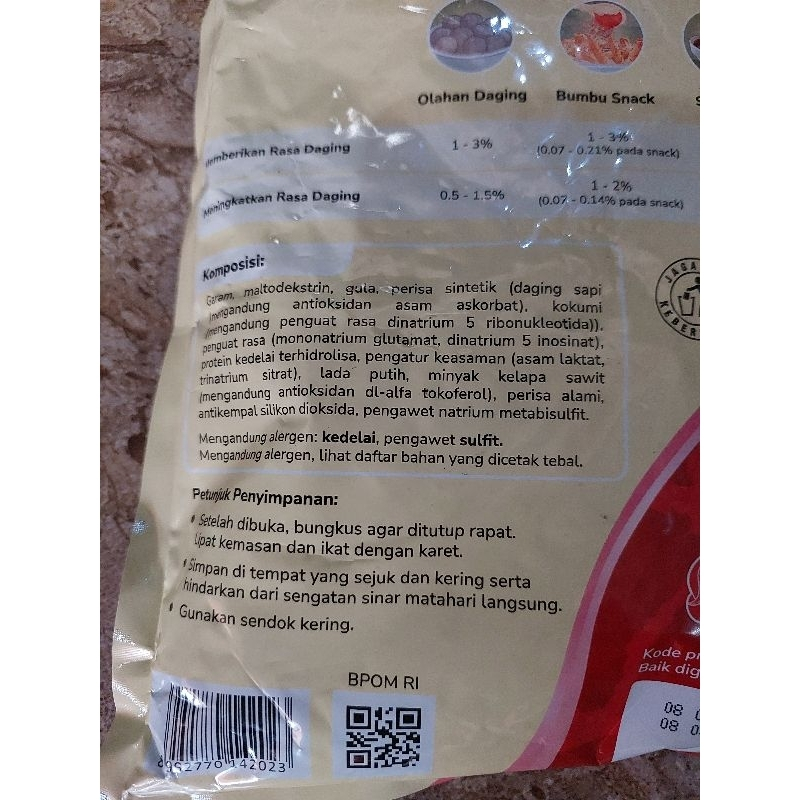 Olahan Daging Bumbu Snack
Memberikan Rasa Daging 1 - 3% 1 - 3%
(0.07 - 0.21% pada snack)
Meningkatkan Rasa Daging 0.5 - 1.5% 1 - 2%
(0.07 - 0.14% pada snack)
Komposisi:
Garam, maltodekstrin, gula, perisa sintetik (daging sapi
(mengandung antioksidan asam askorbat), kokumi
(mengandung penguat rasa dinatrium 5 ribonukleotida)),
penguat rasa (mononatrium glutamat, dinatrium 5 inosinat),
protein kedelai terhidrolisa, pengatur keasaman (asam laktat,
trinatrium sitrat), lada putih, minyak kelapa sawit
(mengandung antioksidan dl-alfa tokoferol), perisa alami,
antikempal silikon dioksida, pengawet natrium metabisulfit.
Mengandung alergen: kedelai, pengawet sulfit.
Mengandung alergen, lihat daftar bahan yang dicetak tebal.
JAGA
KEBER
Petunjuk Penyimpanan:
• Setelah dibuka, bungkus agar ditutup rapat.
Lipat kemasan dan ikat dengan karet.
• Simpan di tempat yang sejuk dan kering serta
hindarkan dari sengatan sinar matahari langsung.
• Gunakan sendok kering.
Kode
Baik
08
08
BPOM RI
142023